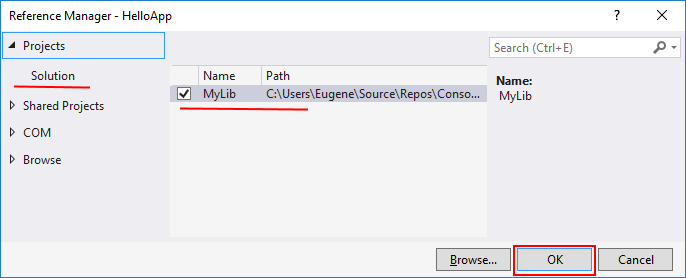 Reference Manager - HelloApp
? ×
Projects
Solution
Shared Projects
COM
Browse
Name Path
MyLib C:\Users\Eugene\Source\Repos\Conso...
Search (Ctrl+E)
Name:
MyLib
Browse... OK Cancel